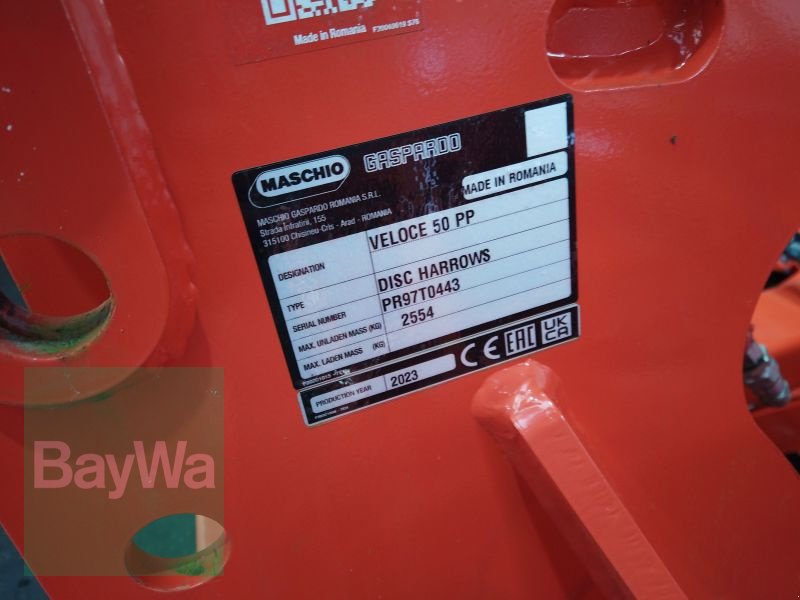 Made in Romania
F20040619 S76
MASCHIO GASPARDO
MADE IN ROMANIA
MASCHIO GASPARDO ROMANIA S.R.L.
Strada Infratirii, 155
315100 Chisineu-Cris - Arad - ROMANIA
DESIGNATION VELOCE 50 PP
TYPE DISC HARROWS
SERIAL NUMBER PR97T0443
MAX. UNLADEN MASS (KG) 2554
MAX. LADEN MASS (KG)
PRODUCTION YEAR 2023
CE EAC UK CA
BayWa